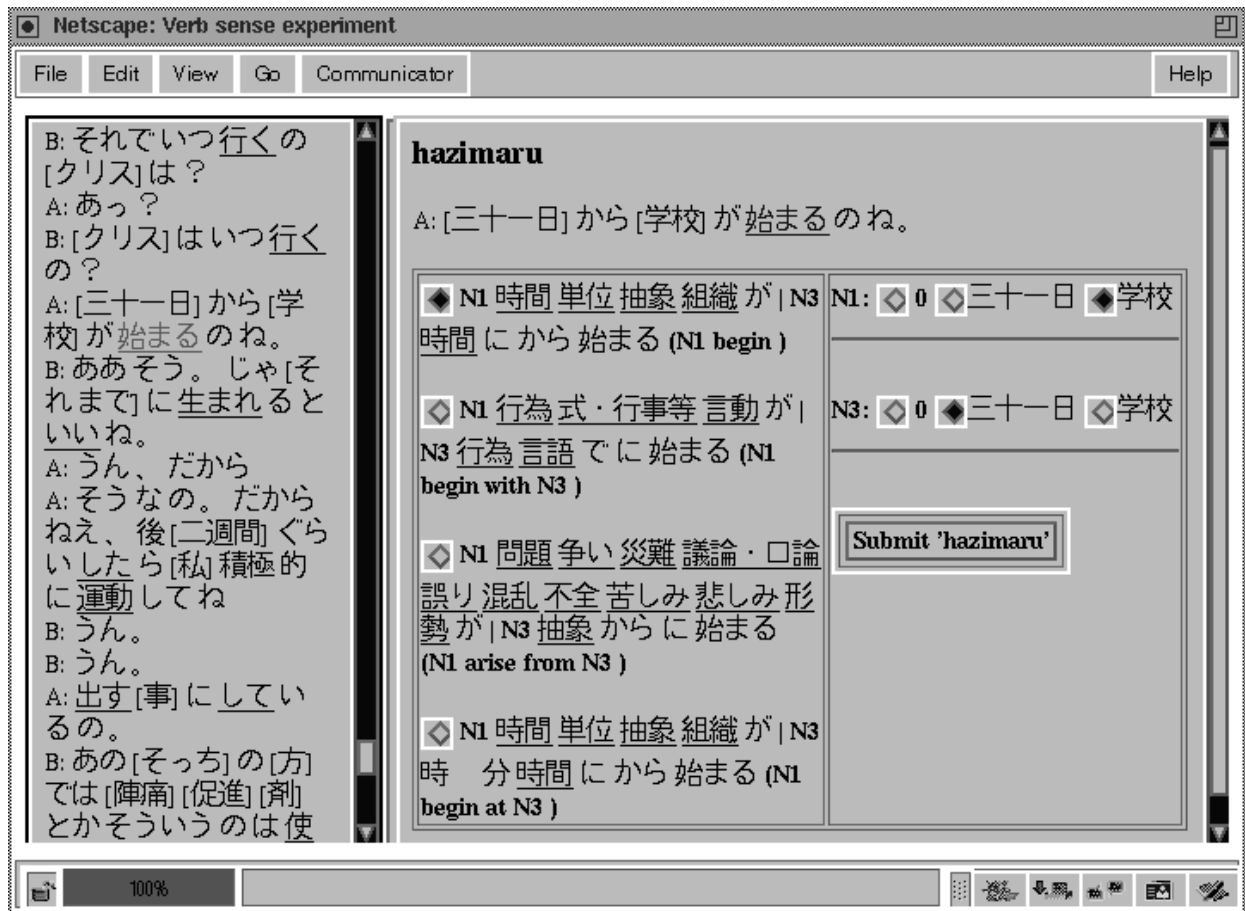 Netscape: Verb sense experiment
File Edit View Go Communicator Help
B: それでいつ行くの
[クリス]は？
A: あっ？
B: [クリス]はいつ行く
の？
A: [三十一日]から[学
校]が始まるのね。
B: ああそう。じゃ[そ
れまで]に生まれると
いいね。
A: うん、だから
A: そうなの。だから
ねえ、後[二週間]ぐら
いしたら[私]積極的
に運動してね
B: うん。
B: うん。
A: 出す[事]にしてい
るの。
B: あの[そっち]の[方]
では[陣痛][促進][剤]
とかそういうのは使
hazimaru
A: [三十一日]から[学校]が始まるのね。
N1 時間 単位 抽象 組織 が | N3
時間 に から 始まる (N1 begin )
N1 行為 式・行事等 言動 が |
N3 行為 言語 で に 始まる (N1
begin with N3 )
N1 問題 争い 災難 議論・口論
誤り 混乱 不全 苦しみ 悲しみ 形
勢 が | N3 抽象 から に 始まる
(N1 arise from N3 )
N1 時間 単位 抽象 組織 が | N3
時　分 時間 に から 始まる (N1
begin at N3 )
N1: 0 三十一日 学校
N3: 0 三十一日 学校
Submit 'hazimaru'
100%